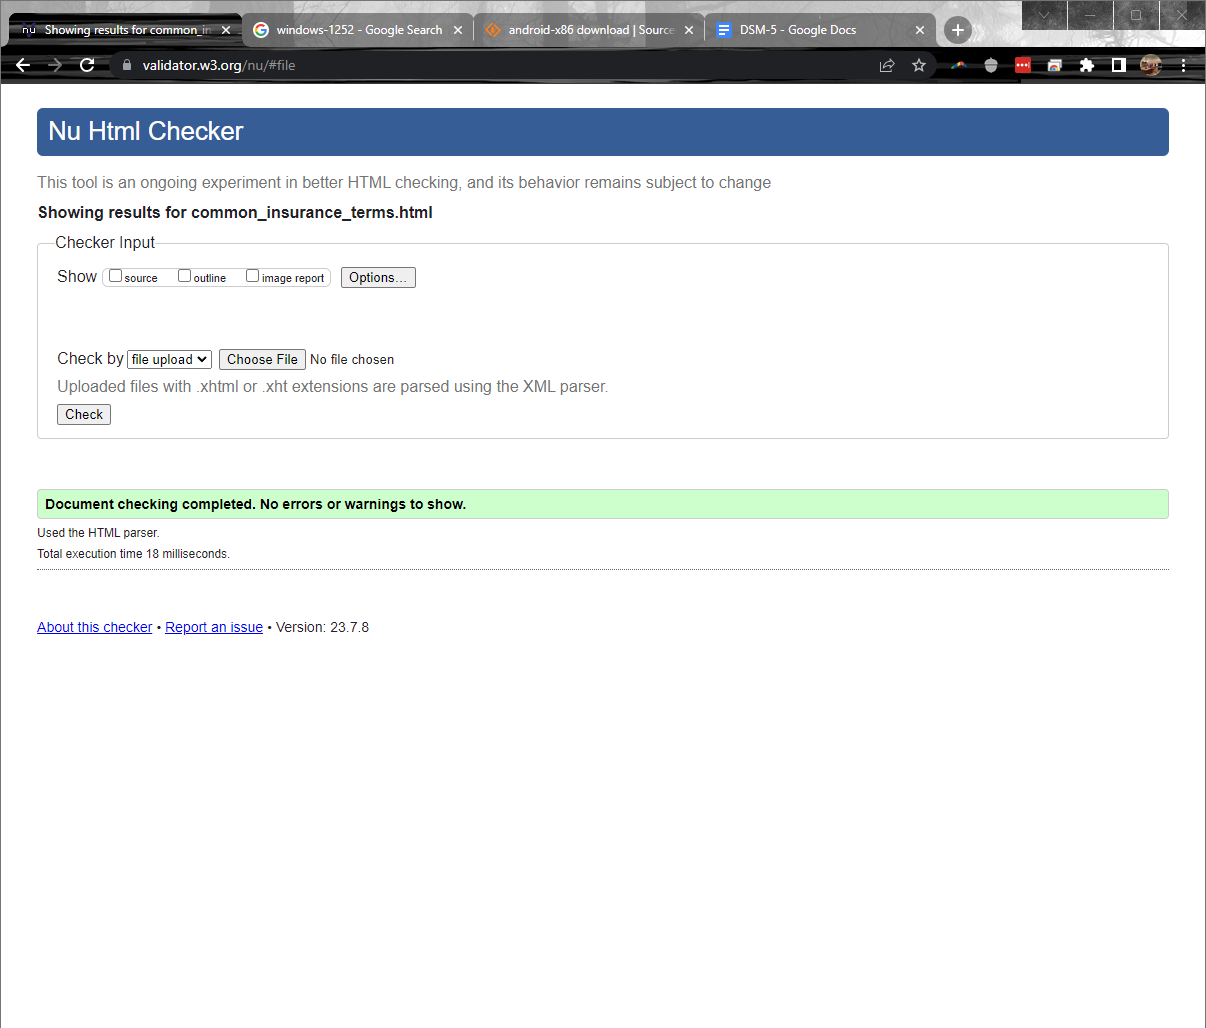 nu Showing results for common_in
windows-1252 - Google Search
android-x86 download | Source
DSM-5 - Google Docs
validator.w3.org/nu/#file
Nu Html Checker
This tool is an ongoing experiment in better HTML checking, and its behavior remains subject to change
Showing results for common_insurance_terms.html
Checker Input
Show source outline image report Options...
Check by file upload Choose File No file chosen
Uploaded files with .xhtml or .xht extensions are parsed using the XML parser.
Check
Document checking completed. No errors or warnings to show.
Used the HTML parser.
Total execution time 18 milliseconds.
About this checker • Report an issue • Version: 23.7.8